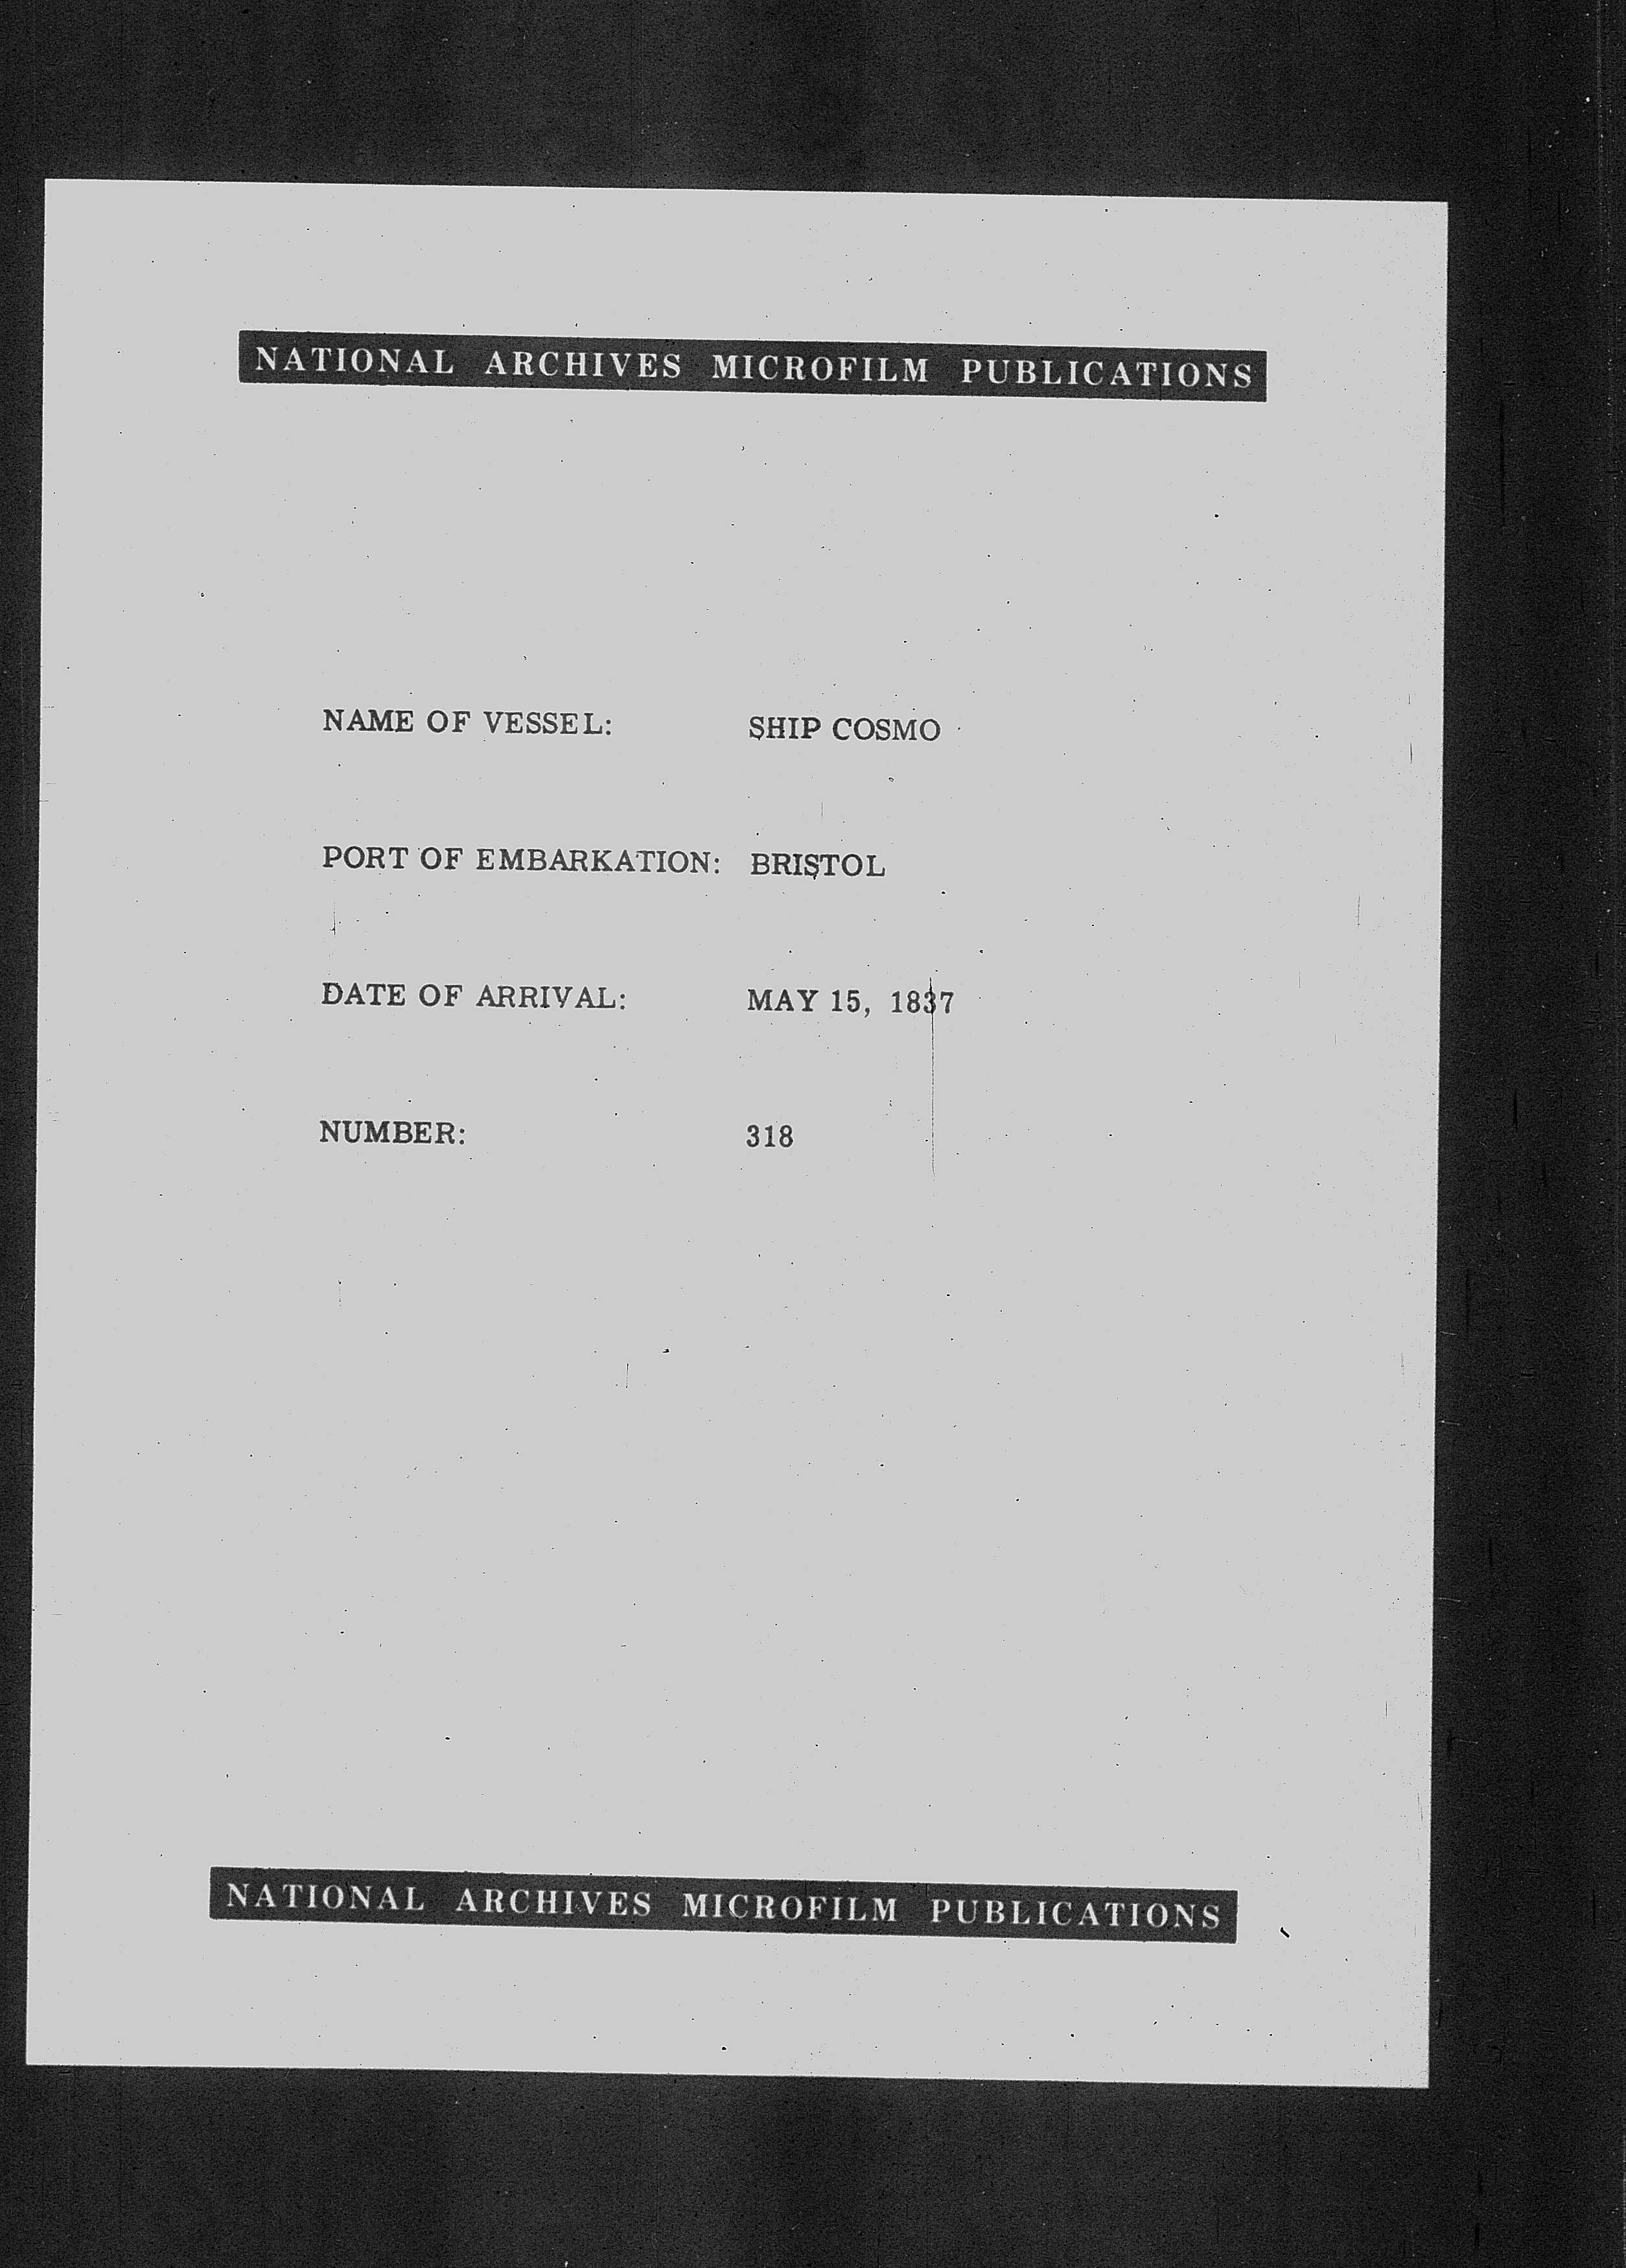 NATIONAL ARCHIVES MICROFILM PUBLICATIONS
NAME OF VESSEL: SHIP COSMO
PORT OF EMBARKATION: BRISTOL
DATE OF ARRIVAL: MAY 15, 1837
NUMBER: 318
NATIONAL ARCHIVES MICROFILM PUBLICATIONS